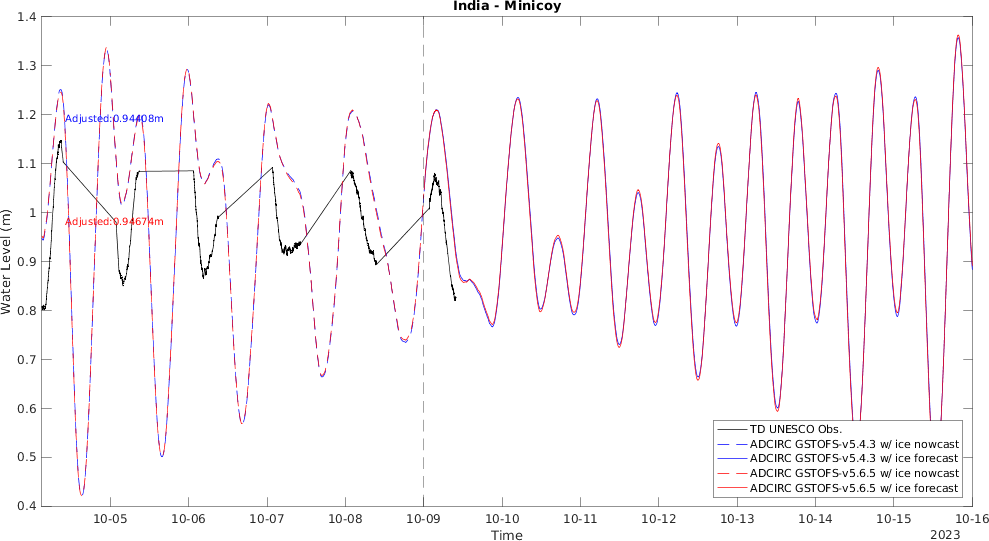 India - Minicoy
1.4
1.3
1.2
1.1
1
0.9
0.8
0.7
0.6
0.5
0.4
Water Level (m)
Adjusted:0.94408m
Adjusted:0.94674m
TD UNESCO Obs.
ADCIRC GSTOFS-v5.4.3 w/ ice nowcast
ADCIRC GSTOFS-v5.4.3 w/ ice forecast
ADCIRC GSTOFS-v5.6.5 w/ ice nowcast
ADCIRC GSTOFS-v5.6.5 w/ ice forecast
10-05 10-06 10-07 10-08 10-09 10-10 10-11 10-12 10-13 10-14 10-15 10-16
Time
2023